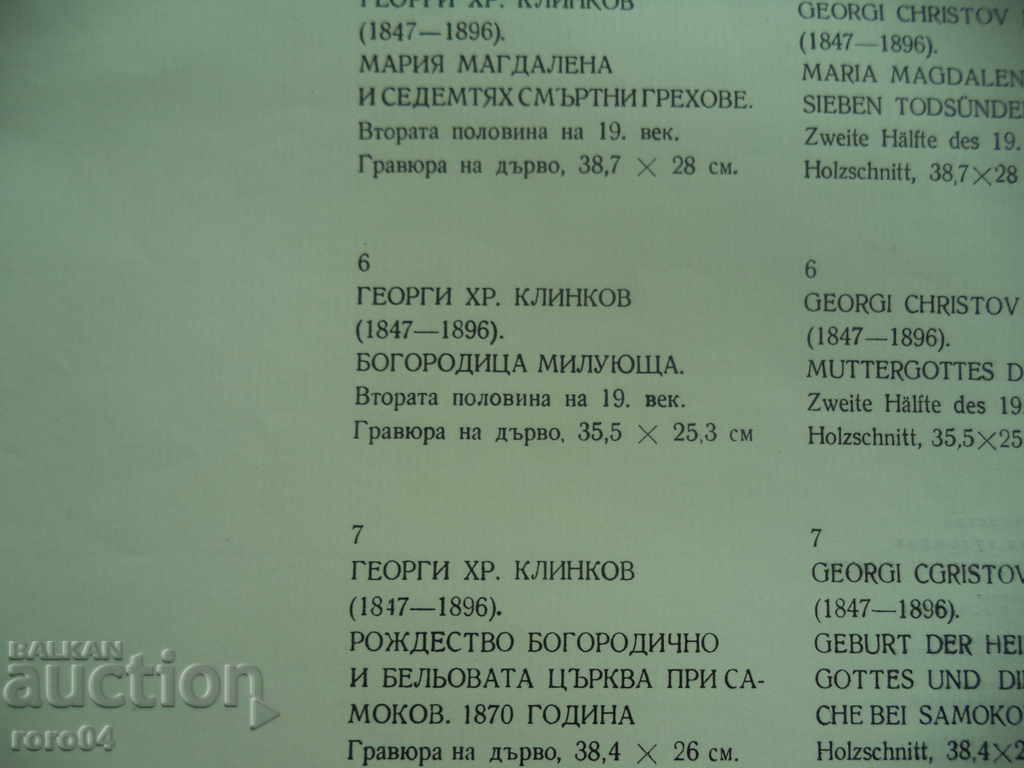 ГЕОРГИ ХР. КЛИНКОВ
(1847—1896).
МАРИЯ МАГДАЛЕНА
И СЕДЕМТЯХ СМЪРТНИ ГРЕХОВЕ.
Втората половина на 19. век.
Гравюра на дърво, 38,7 × 28 см.
6
ГЕОРГИ ХР. КЛИНКОВ
(1847—1896).
БОГОРОДИЦА МИЛУЮЩА.
Втората половина на 19. век.
Гравюра на дърво, 35,5 × 25,3 см
7
ГЕОРГИ ХР. КЛИНКОВ
(1847—1896).
РОЖДЕСТВО БОГОРОДИЧНО
И БЕЛЬОВАТА ЦЪРКВА ПРИ СА-
МОКОВ. 1870 ГОДИНА
Гравюра на дърво, 38,4 × 26 см.
GEORGI CHRISTOV
(1847—1896).
MARIA MAGDALEN
SIEBEN TODSÜNDE
Zweite Hälfte des 19.
Holzschnitt, 38,7×28
6
GEORGI CHRISTOV
(1847—1896).
MUTTERGOTTES D
Zweite Hälfte des 19
Holzschnitt, 35,5×25
7
GEORGI CGRISTOV
(1847—1896).
GEBURT DER HEI
GOTTES UND DI
CHE BEI SAMOKO
Holzschnitt, 38,4×2
BALKAN
auction
roro04